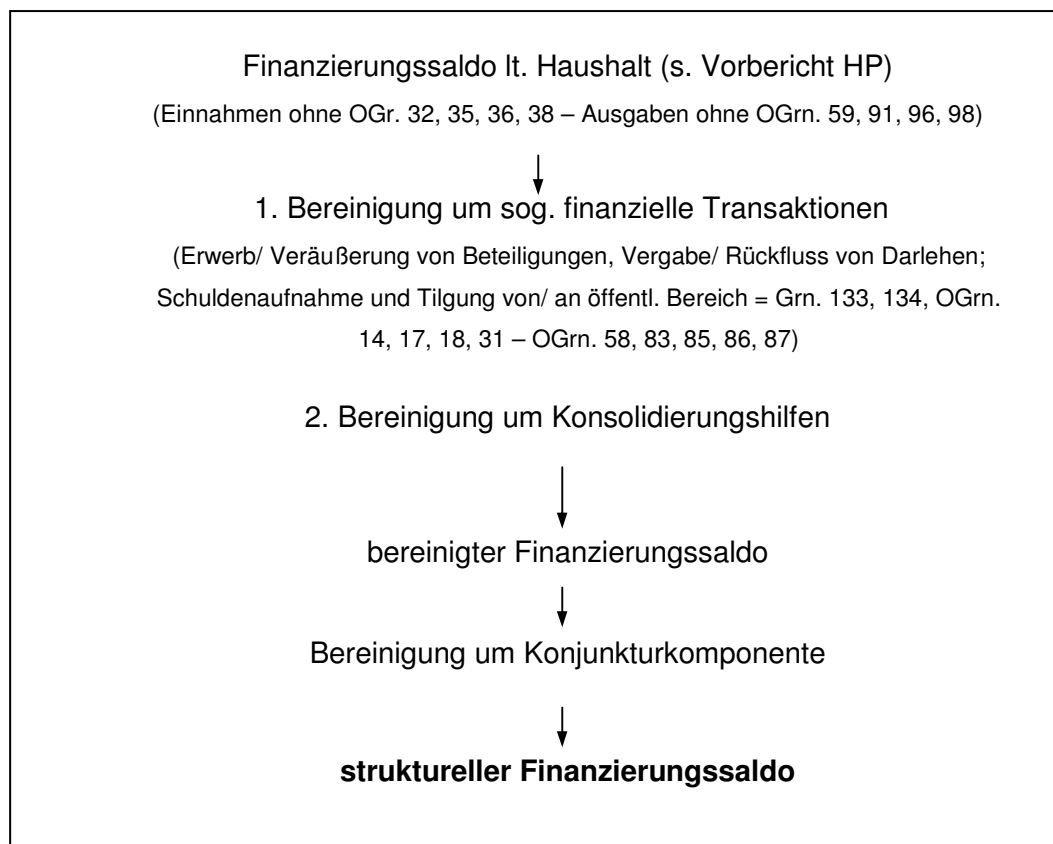 Finanzierungssaldo lt. Haushalt (s. Vorbericht HP)
(Einnahmen ohne OGr. 32, 35, 36, 38 – Ausgaben ohne OGrn. 59, 91, 96, 98)
1. Bereinigung um sog. finanzielle Transaktionen
(Erwerb/ Veräußerung von Beteiligungen, Vergabe/ Rückfluss von Darlehen;
Schuldenaufnahme und Tilgung von/ an öffentl. Bereich = Grn. 133, 134, OGrn.
14, 17, 18, 31 – OGrn. 58, 83, 85, 86, 87)
2. Bereinigung um Konsolidierungshilfen
bereinigter Finanzierungssaldo
Bereinigung um Konjunkturkomponente
struktureller Finanzierungssaldo